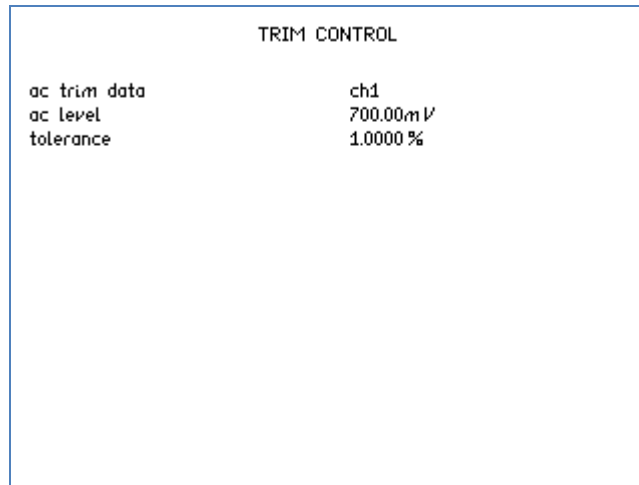 TRIM CONTROL
ac trim data ch1
ac level 700.00mV
tolerance 1.0000 %